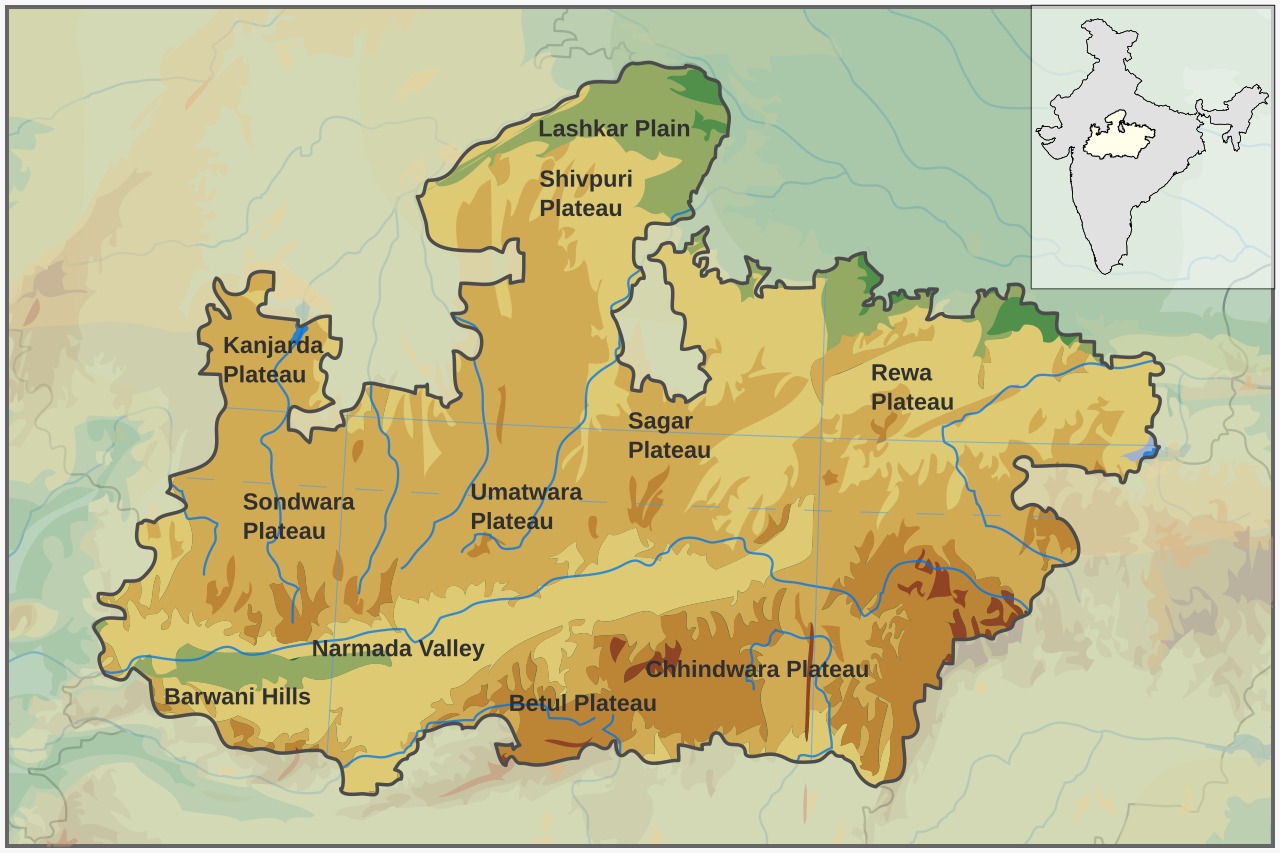 Lashkar Plain
Shivpuri
Plateau
Kanjarda
Plateau
Rewa
Plateau
Sagar
Plateau
Sondwara
Plateau
Umatwara
Plateau
Narmada Valley
Chhindwara Plateau
Barwani Hills
Betul Plateau